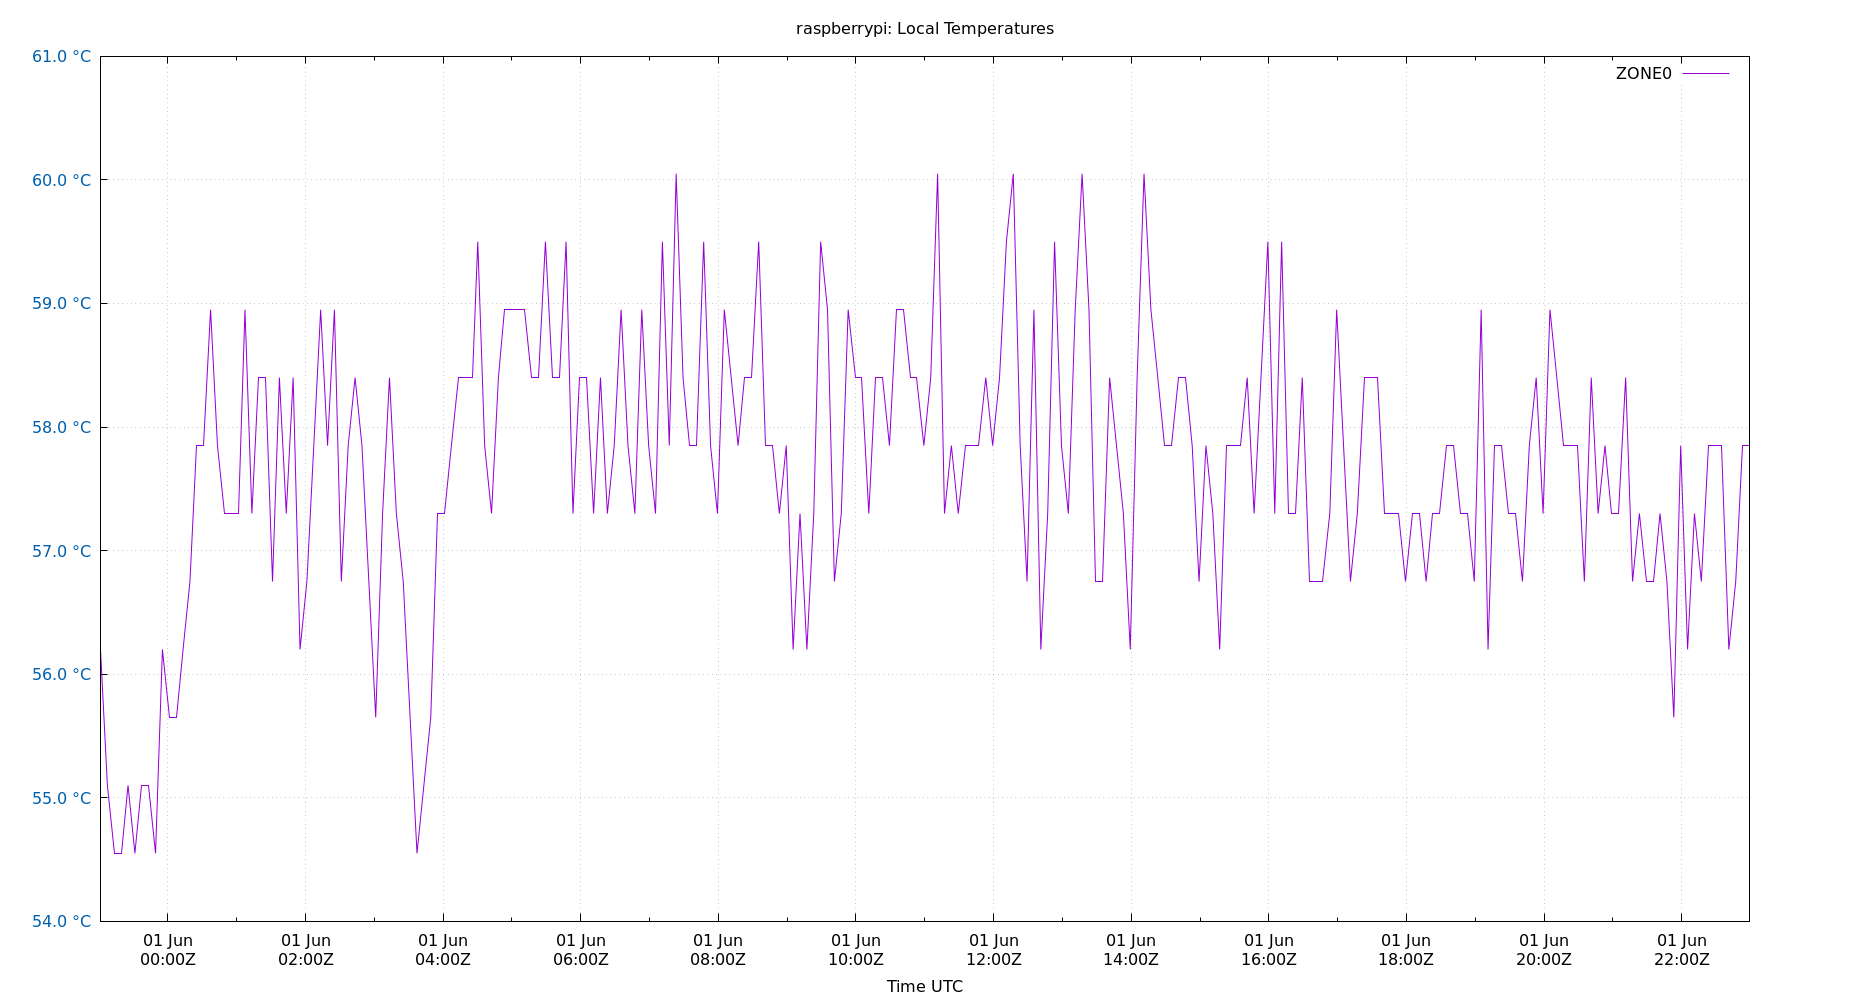 raspberrypi: Local Temperatures
61.0 °C
ZONE0
60.0 °C
59.0 °C
58.0 °C
57.0 °C
56.0 °C
55.0 °C
54.0 °C
01 Jun 01 Jun 01 Jun 01 Jun 01 Jun 01 Jun 01 Jun 01 Jun 01 Jun 01 Jun 01 Jun 01 Jun
00:00Z 02:00Z 04:00Z 06:00Z 08:00Z 10:00Z 12:00Z 14:00Z 16:00Z 18:00Z 20:00Z 22:00Z
Time UTC